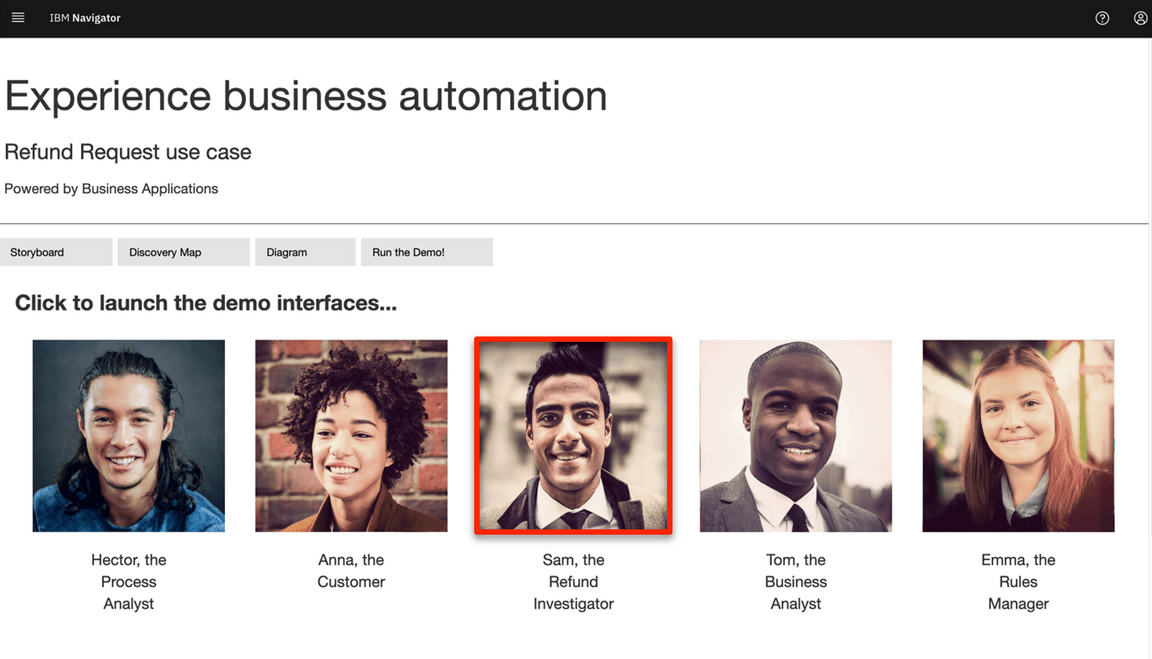 IBM Navigator
Experience business automation
Refund Request use case
Powered by Business Applications
Storyboard
Discovery Map
Diagram
Run the Demo!
Click to launch the demo interfaces...
Hector, the
Process
Analyst
Anna, the
Customer
Sam, the
Refund
Investigator
Tom, the
Business
Analyst
Emma, the
Rules
Manager